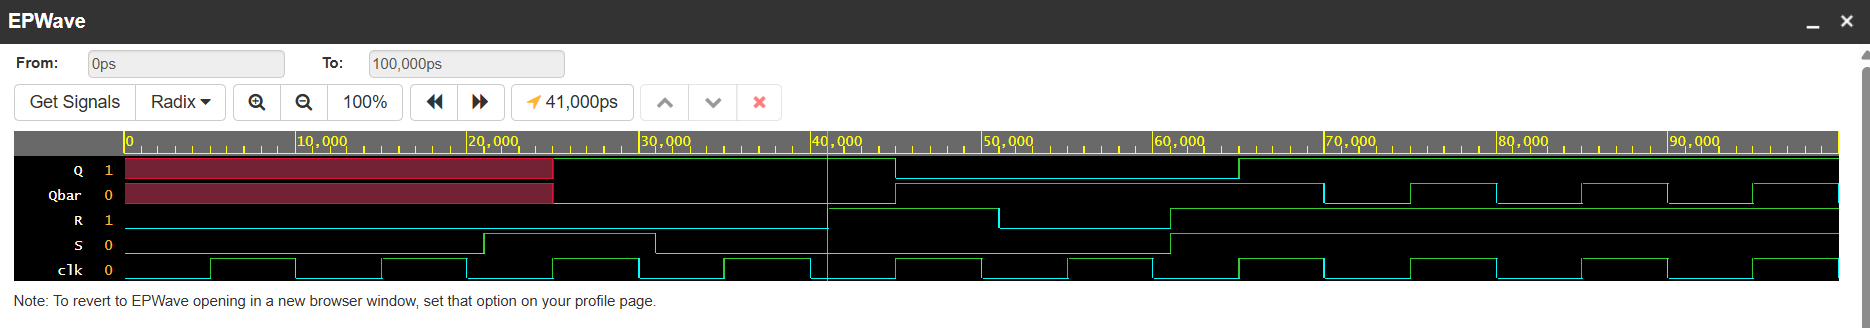 EPWave
From: 0ps To: 100,000ps
Get Signals Radix 100% 41,000ps
0 10,000 20,000 30,000 40,000 50,000 60,000 70,000 80,000 90,000
Q 1
Qbar 0
R 1
S 0
clk 0
Note: To revert to EPWave opening in a new browser window, set that option on your profile page.